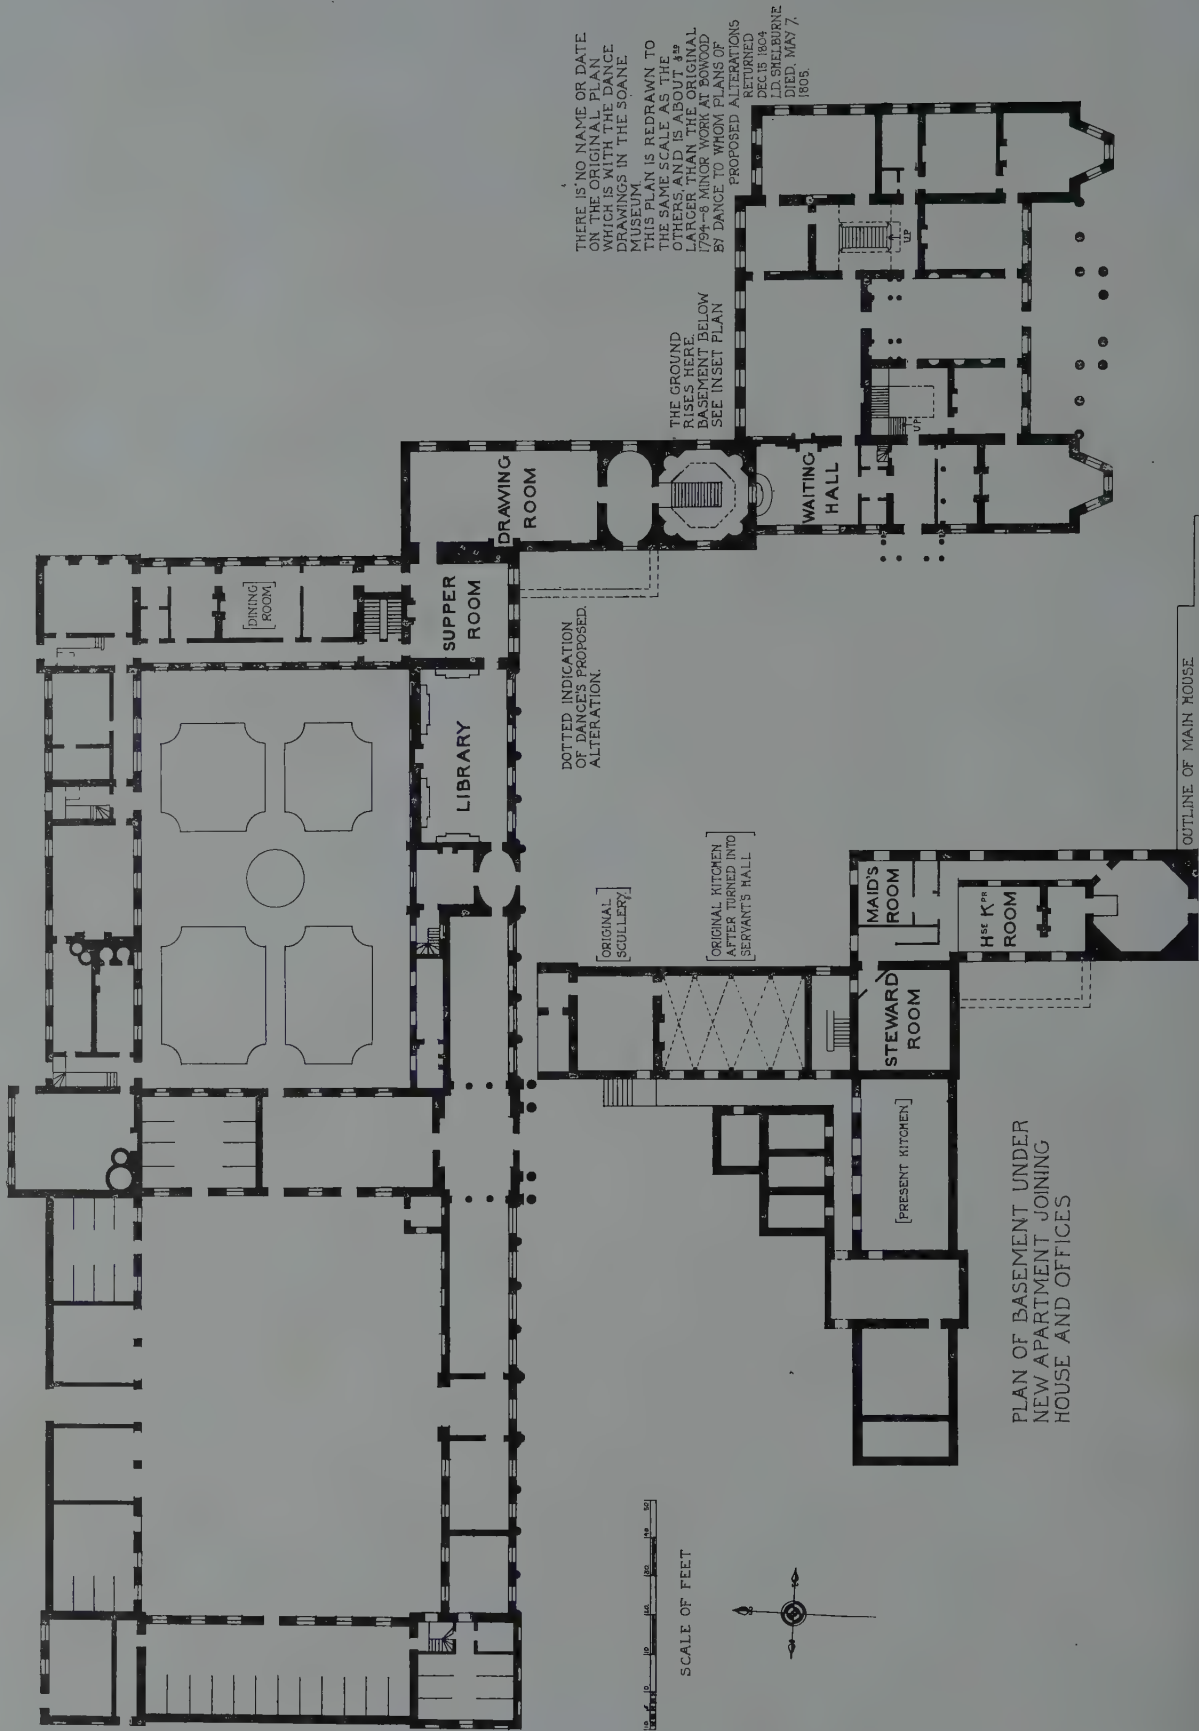 THERE IS NO NAME OR DATE
ON THE ORIGINAL PLAN
WHICH IS WITH THE DANCE
DRAWINGS IN THE SOANE
MUSEUM.
THIS PLAN IS REDRAWN TO
THE SAME SCALE AS THE
OTHERS, AND IS ABOUT
LARGER THAN THE ORIGINAL
1794-8 MINOR WORK AT BOWOOD
BY DANCE TO WHOM PLANS OF
PROPOSED ALTERATIONS
RETURNED
DEC 15 1804
LD. SHELBURNE
DIED, MAY 7,
1805.
THE GROUND
RISES HERE.
BASEMENT BELOW
SEE INSET PLAN
UP
UP
WAITING
HALL
DRAWING
ROOM
SUPPER
ROOM
[DINING
ROOM]
LIBRARY
DOTTED INDICATION
OF DANCE'S PROPOSED
ALTERATION.
OUTLINE OF MAIN HOUSE
[ORIGINAL
SCULLERY]
[ORIGINAL KITCHEN
AFTER TURNED INTO
SERVANT'S HALL]
MAID'S
ROOM
HSE KPR
ROOM
STEWARD
ROOM
[PRESENT KITCHEN]
PLAN OF BASEMENT UNDER
NEW APARTMENT JOINING
HOUSE AND OFFICES
SCALE OF FEET